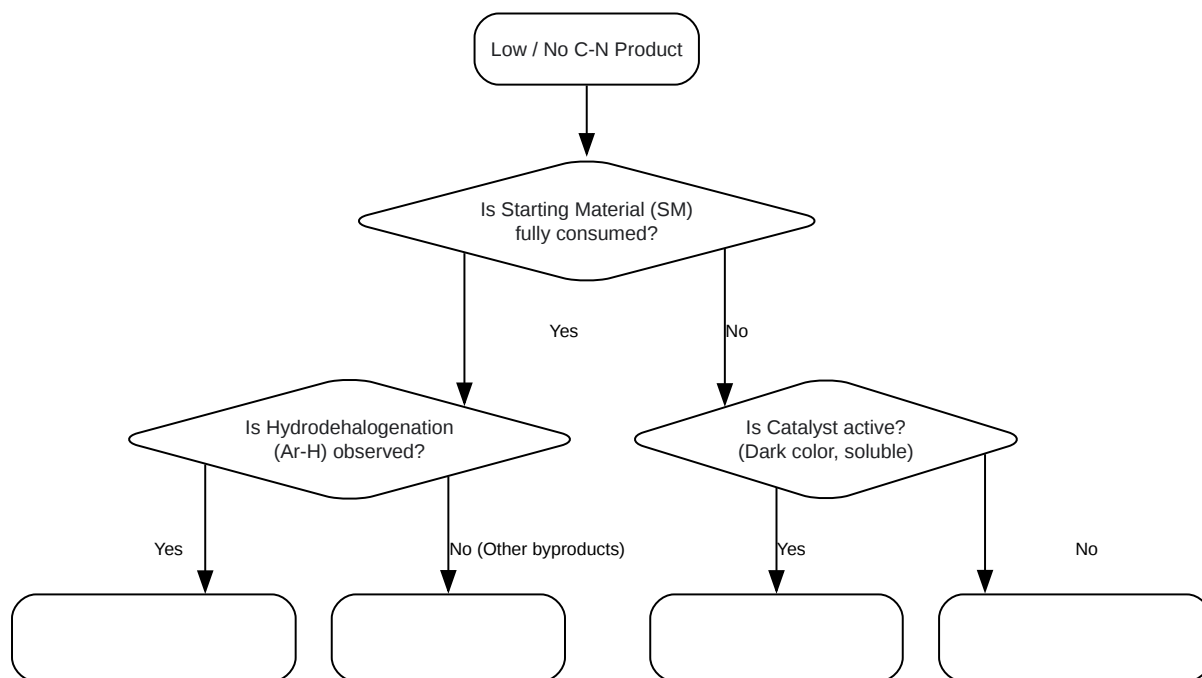 Low / No C-N Product
Is Starting Material (SM)
fully consumed?
Yes
No
Is Hydrodehalogenation
(Ar-H) observed?
Is Catalyst active?
(Dark color, soluble)
Yes
No (Other byproducts)
Yes
No